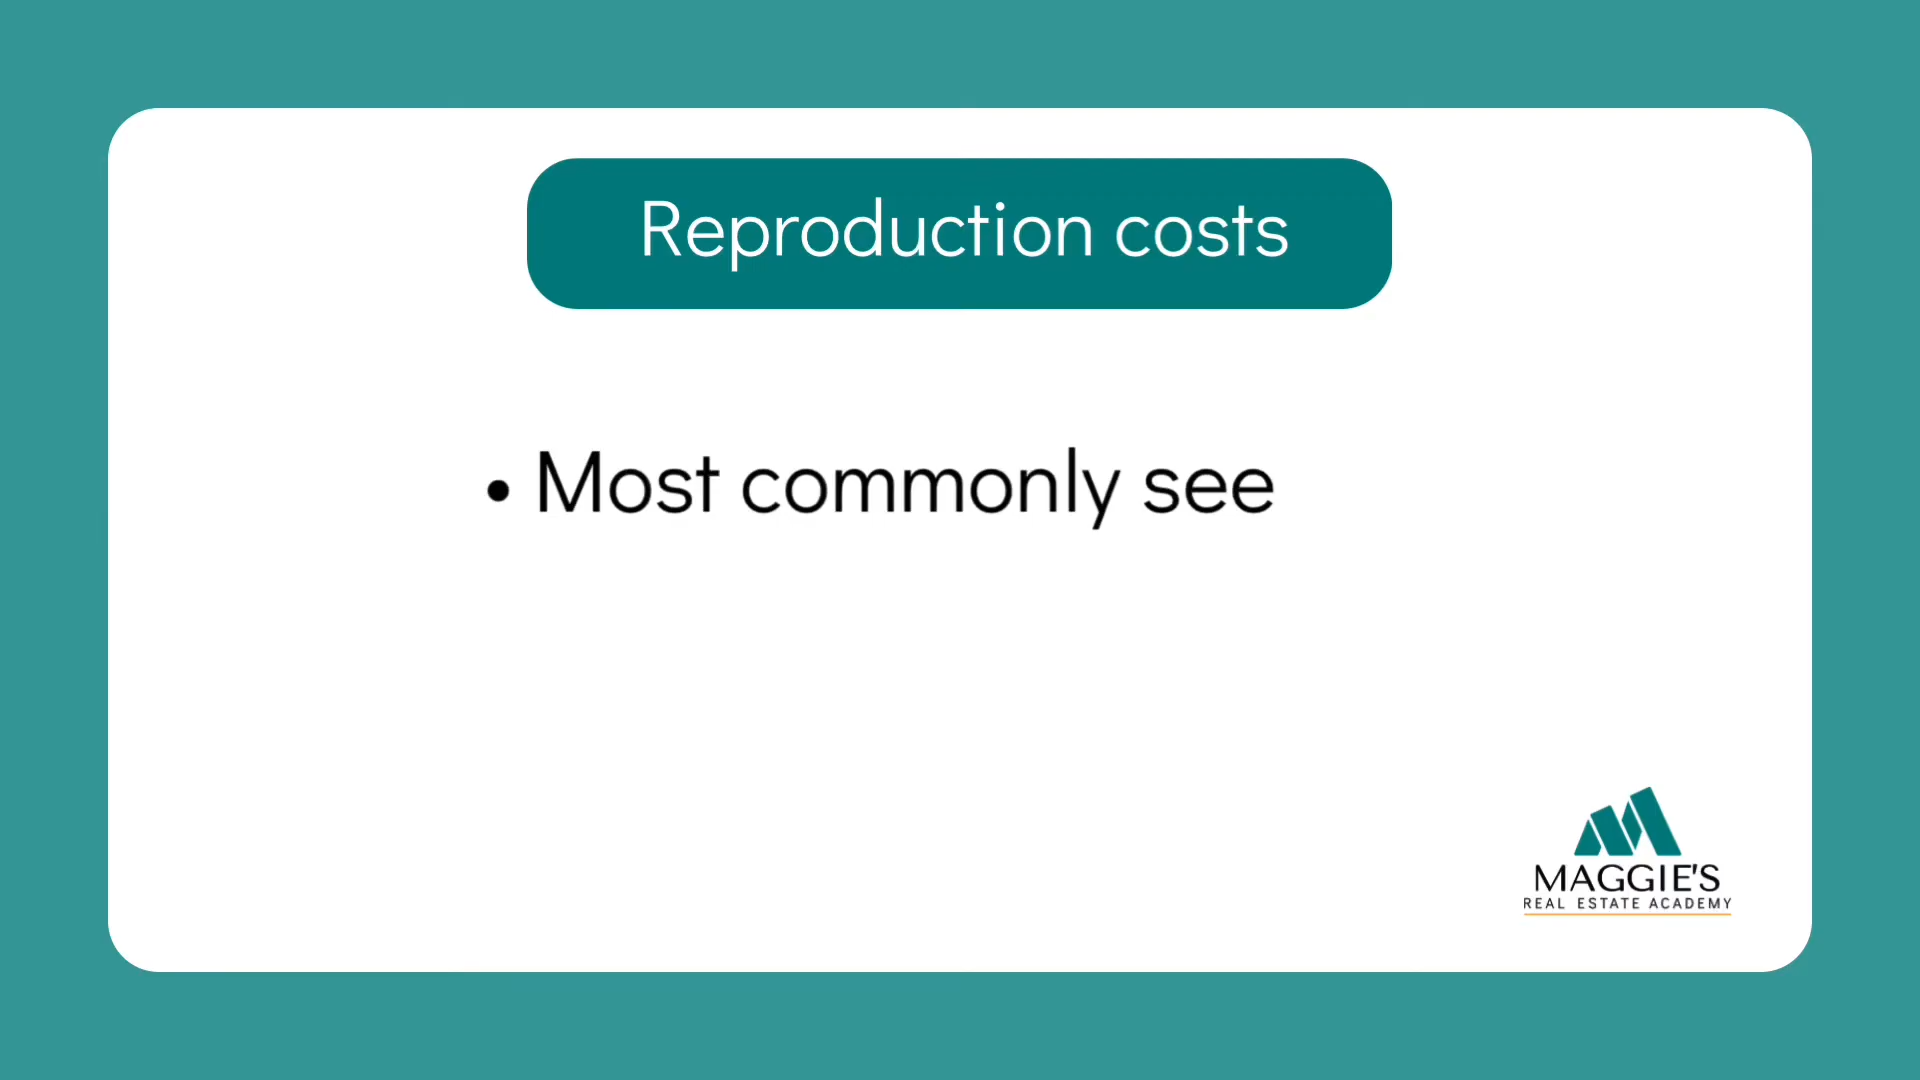 Reproduction costs
• Most commonly see
MAGGIE'S
REAL ESTATE ACADEMY